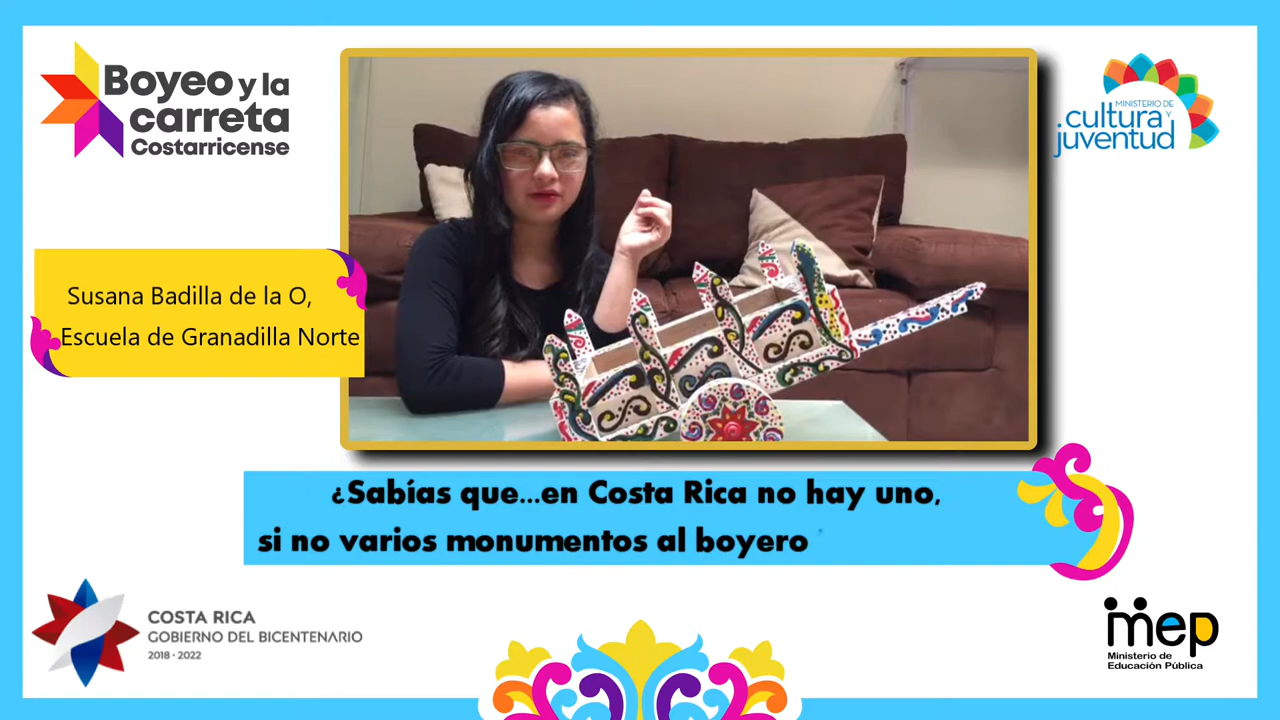 Boyeo y la
carreta
Costarricense
MINISTERIO DE
cultura Y
juventud
Susana Badilla de la O,
Escuela de Granadilla Norte
¿Sabías que...en Costa Rica no hay uno,
si no varios monumentos al boyero
COSTA RICA
GOBIERNO DEL BICENTENARIO
2018 - 2022
mep
Ministerio de
Educación Pública